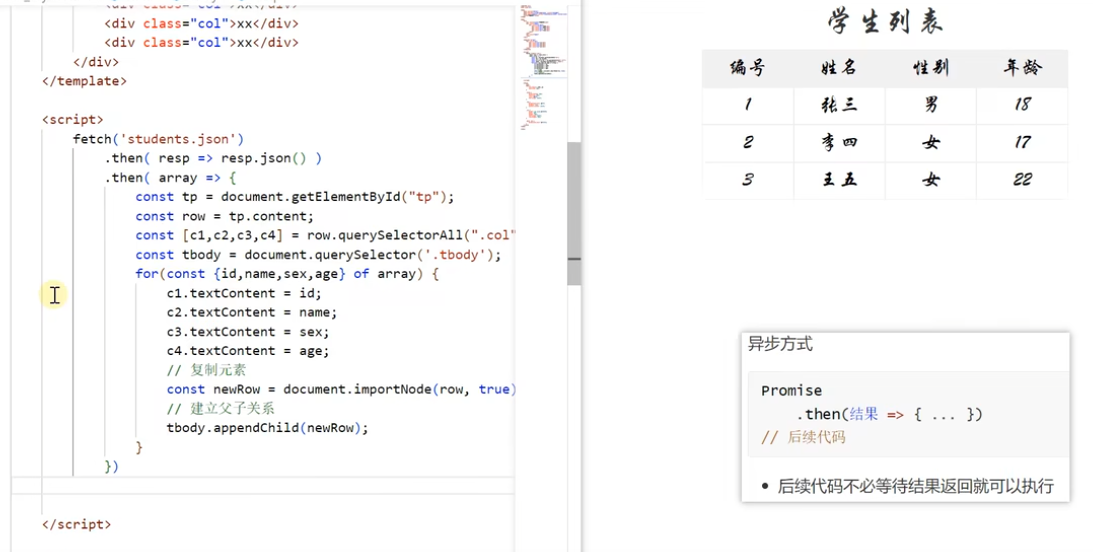 <div class="col">xx</div>
<div class="col">xx</div>
<div class="col">xx</div>
</div>
</template>
<script>
fetch('students.json')
.then( resp => resp.json() )
.then( array => {
const tp = document.getElementById("tp");
const row = tp.content;
const [c1,c2,c3,c4] = row.querySelectorAll(".col"
const tbody = document.querySelector('.tbody');
for(const {id,name,sex,age} of array) {
c1.textContent = id;
c2.textContent = name;
c3.textContent = sex;
c4.textContent = age;
// 复制元素
const newRow = document.importNode(row, true)
// 建立父子关系
tbody.appendChild(newRow);
}
})
</script>
学生列表
编号 姓名 性别 年龄
1 张三 男 18
2 李四 女 17
3 王五 女 22
异步方式
Promise
.then(结果 => { ... })
// 后续代码
• 后续代码不必等待结果返回就可以执行